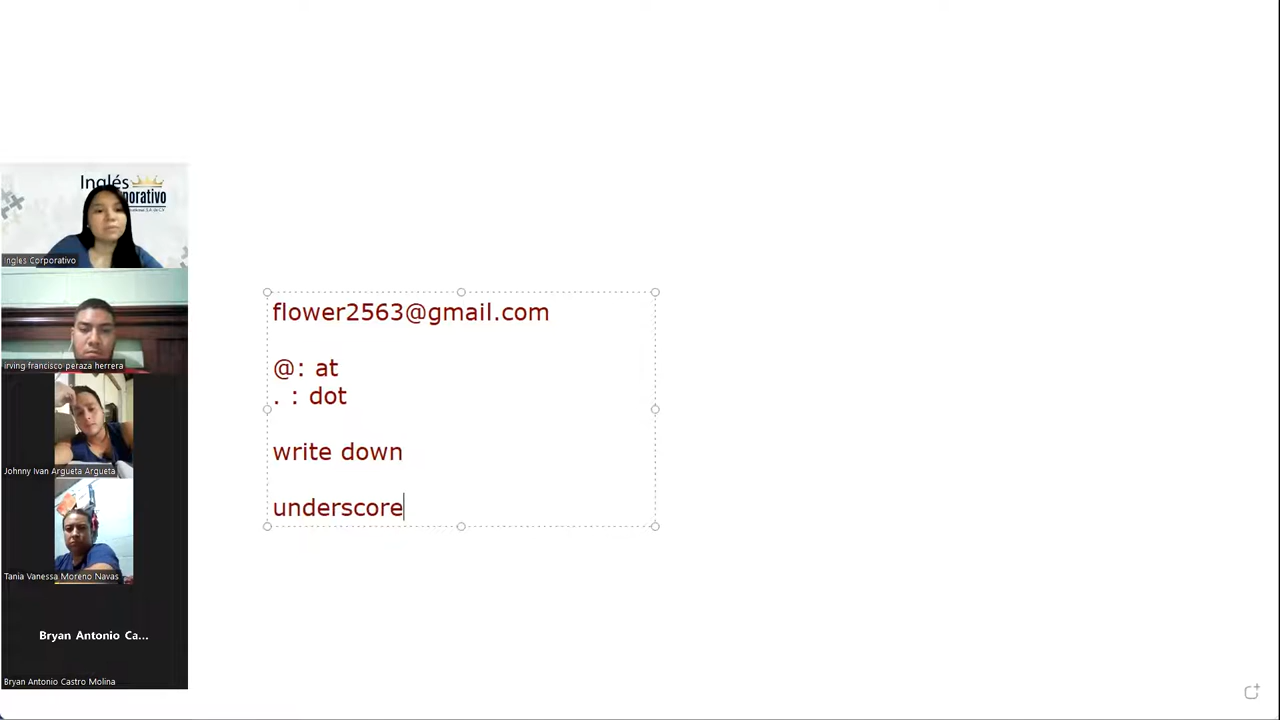 Inglés
porativo
Ingles Corporativo
irving francisco peraza herrera
Johnny Ivan Argueta Argueta
Tania Vanessa Moreno Navas
Bryan Antonio Ca...
Bryan Antonio Castro Molina
flower2563@gmail.com
@: at
. : dot
write down
underscore